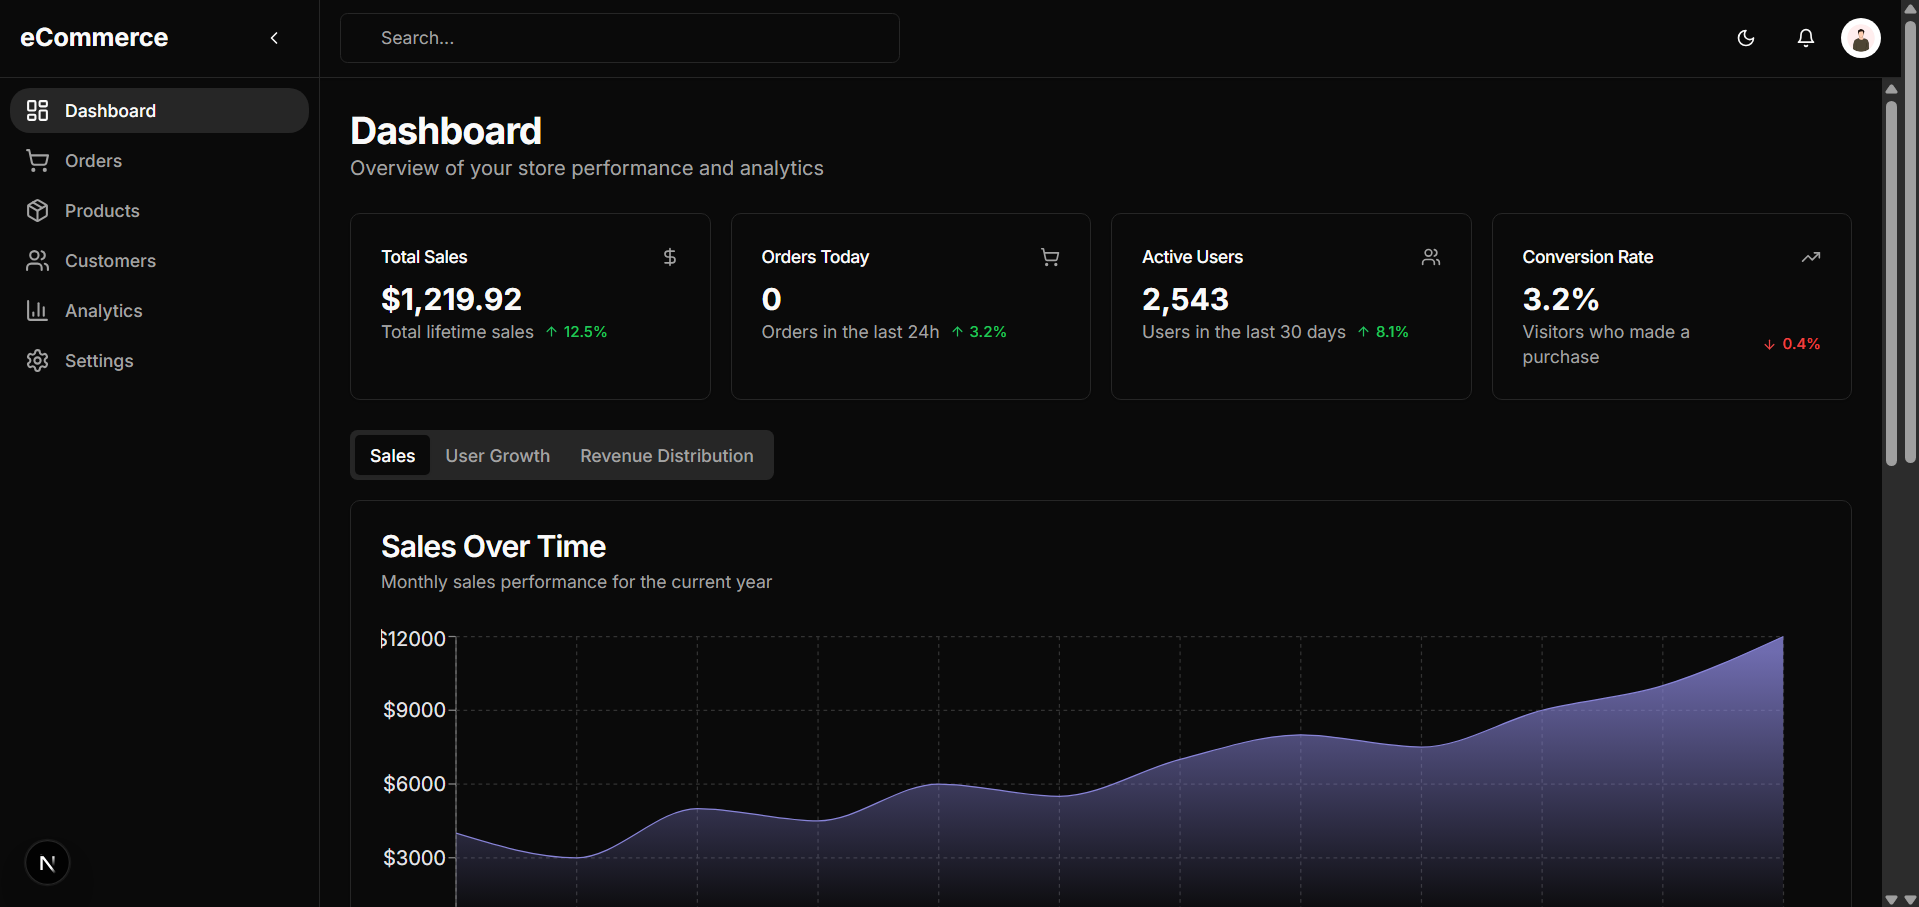 eCommerce
Search...
Dashboard
Orders
Products
Customers
Analytics
Settings
Dashboard
Overview of your store performance and analytics
Total Sales
$1,219.92
Total lifetime sales 12.5%
Orders Today
0
Orders in the last 24h 3.2%
Active Users
2,543
Users in the last 30 days 8.1%
Conversion Rate
3.2%
Visitors who made a
purchase
0.4%
Sales User Growth Revenue Distribution
Sales Over Time
Monthly sales performance for the current year
$12000
$9000
$6000
$3000
N